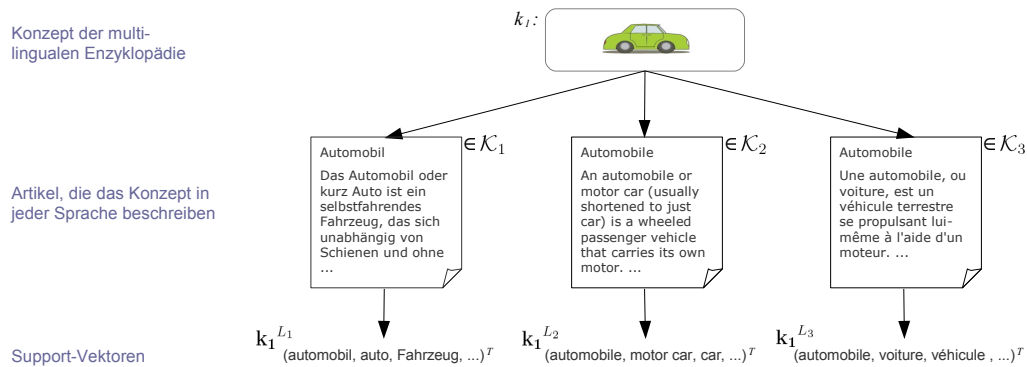 k₁:
Konzept der multi-
lingualen Enzyklopädie
∈ 𝒦₁
∈ 𝒦₂
∈ 𝒦₃
Artikel, die das Konzept in
jeder Sprache beschreiben
Automobil
Das Automobil oder
kurz Auto ist ein
selbstfahrendes
Fahrzeug, das sich
unabhängig von
Schienen und ohne
...
Automobile
An automobile or
motor car (usually
shortened to just
car) is a wheeled
passenger vehicle
that carries its own
motor. ...
Automobile
Une automobile, ou
voiture, est un
véhicule terrestre
se propulsant lui-
même à l'aide d'un
moteur. ...
Support-Vektoren
k₁^L₁
(automobil, auto, Fahrzeug, ...)^T
k₁^L₂
(automobile, motor car, car, ...)^T
k₁^L₃
(automobile, voiture, véhicule , ...)^T